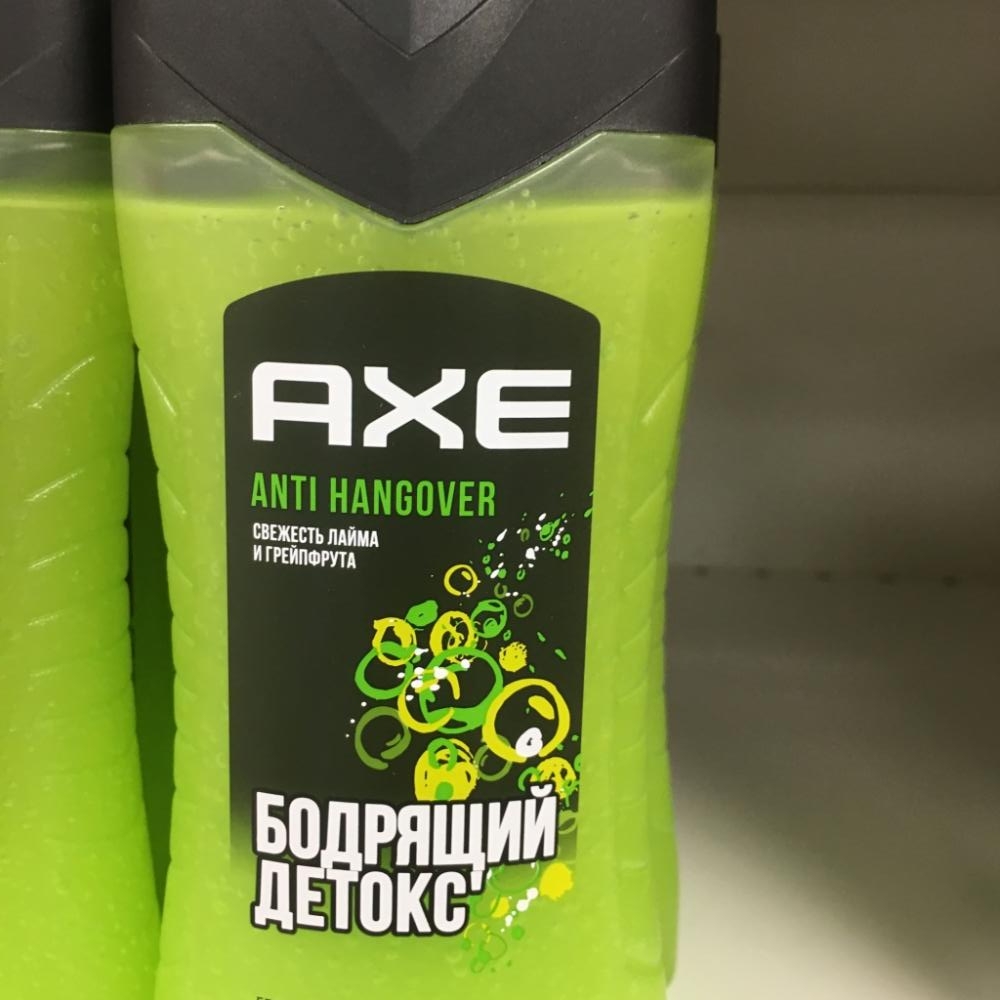 AXE
ANTI HANGOVER
СВЕЖЕСТЬ ЛАЙМА
И ГРЕЙПФРУТА
БОДРЯЩИЙ
ДЕТОКС'